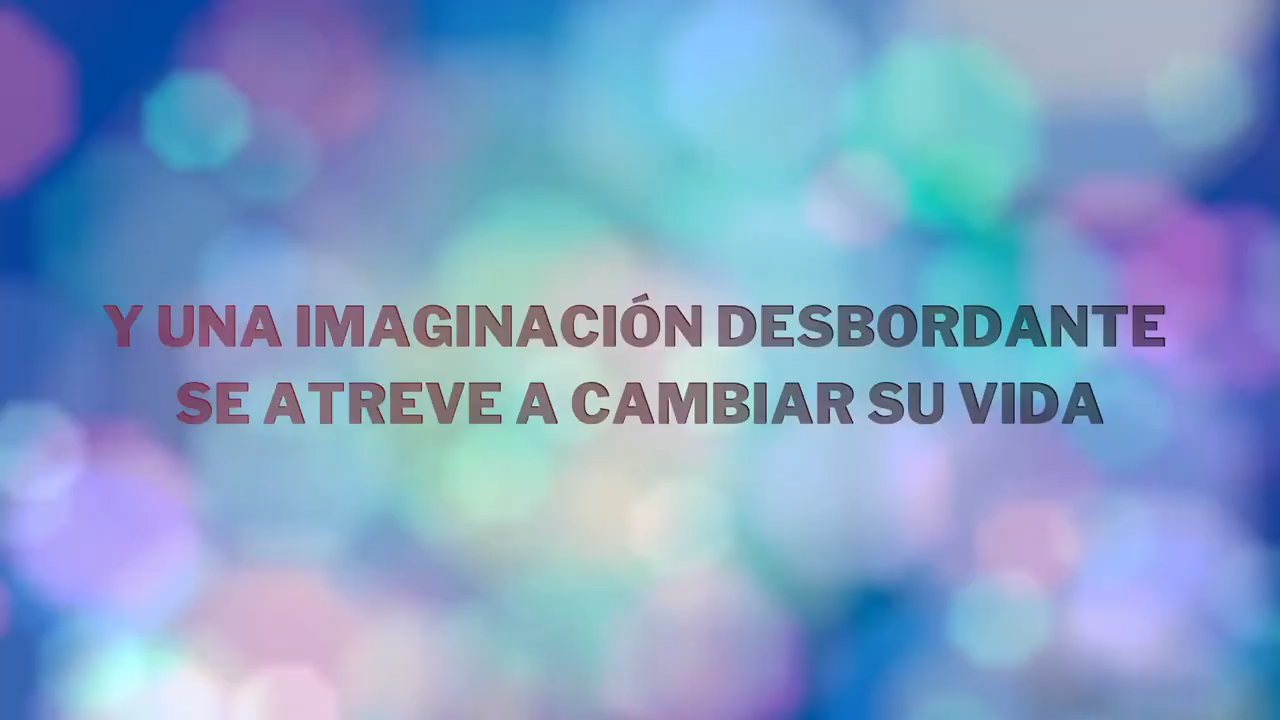 Y UNA IMAGINACIÓN DESBORDANTE
SE ATREVE A CAMBIAR SU VIDA